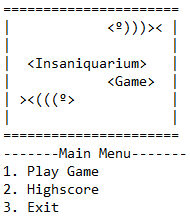 ======================
|            <º)))>< |
|                    |
|  <Insaniquarium>   |
|            <Game>  |
| ><(((º>            |
|                    |
======================
-------Main Menu-------
1. Play Game
2. Highscore
3. Exit